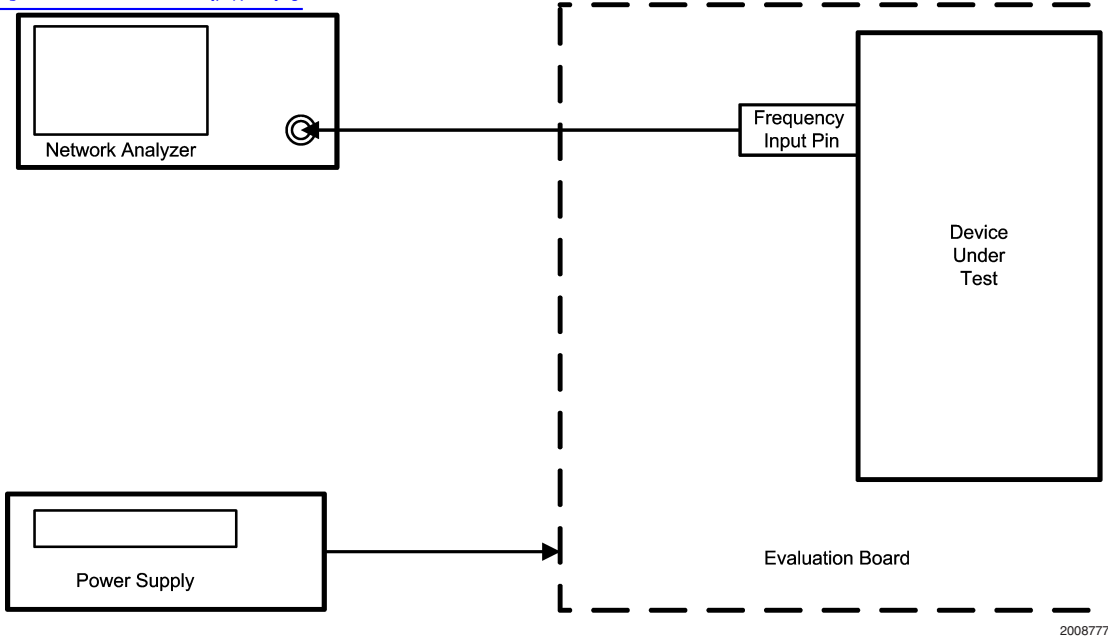 Network Analyzer
Frequency
Input Pin
Device
Under
Test
Evaluation Board
Power Supply
2008777